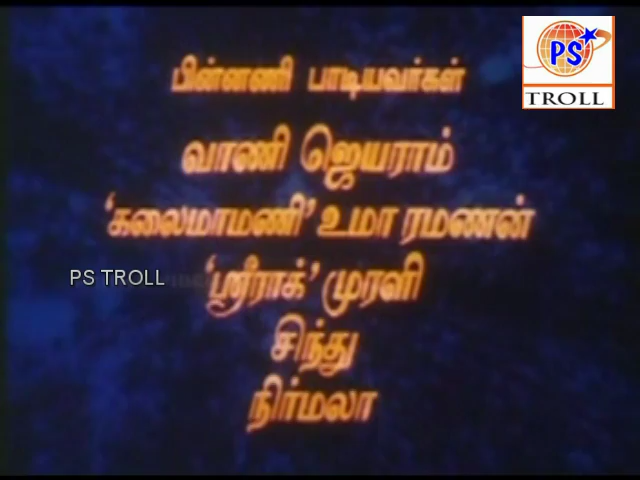 PS
TROLL
பின்னணி பாடியவர்கள்
வாணி ஜெயராம்
'கலைமாமணி' உமா ரமணன்
PS TROLL
'ஸ்ரீராக்' முரளி
சிந்து
நிர்மலா